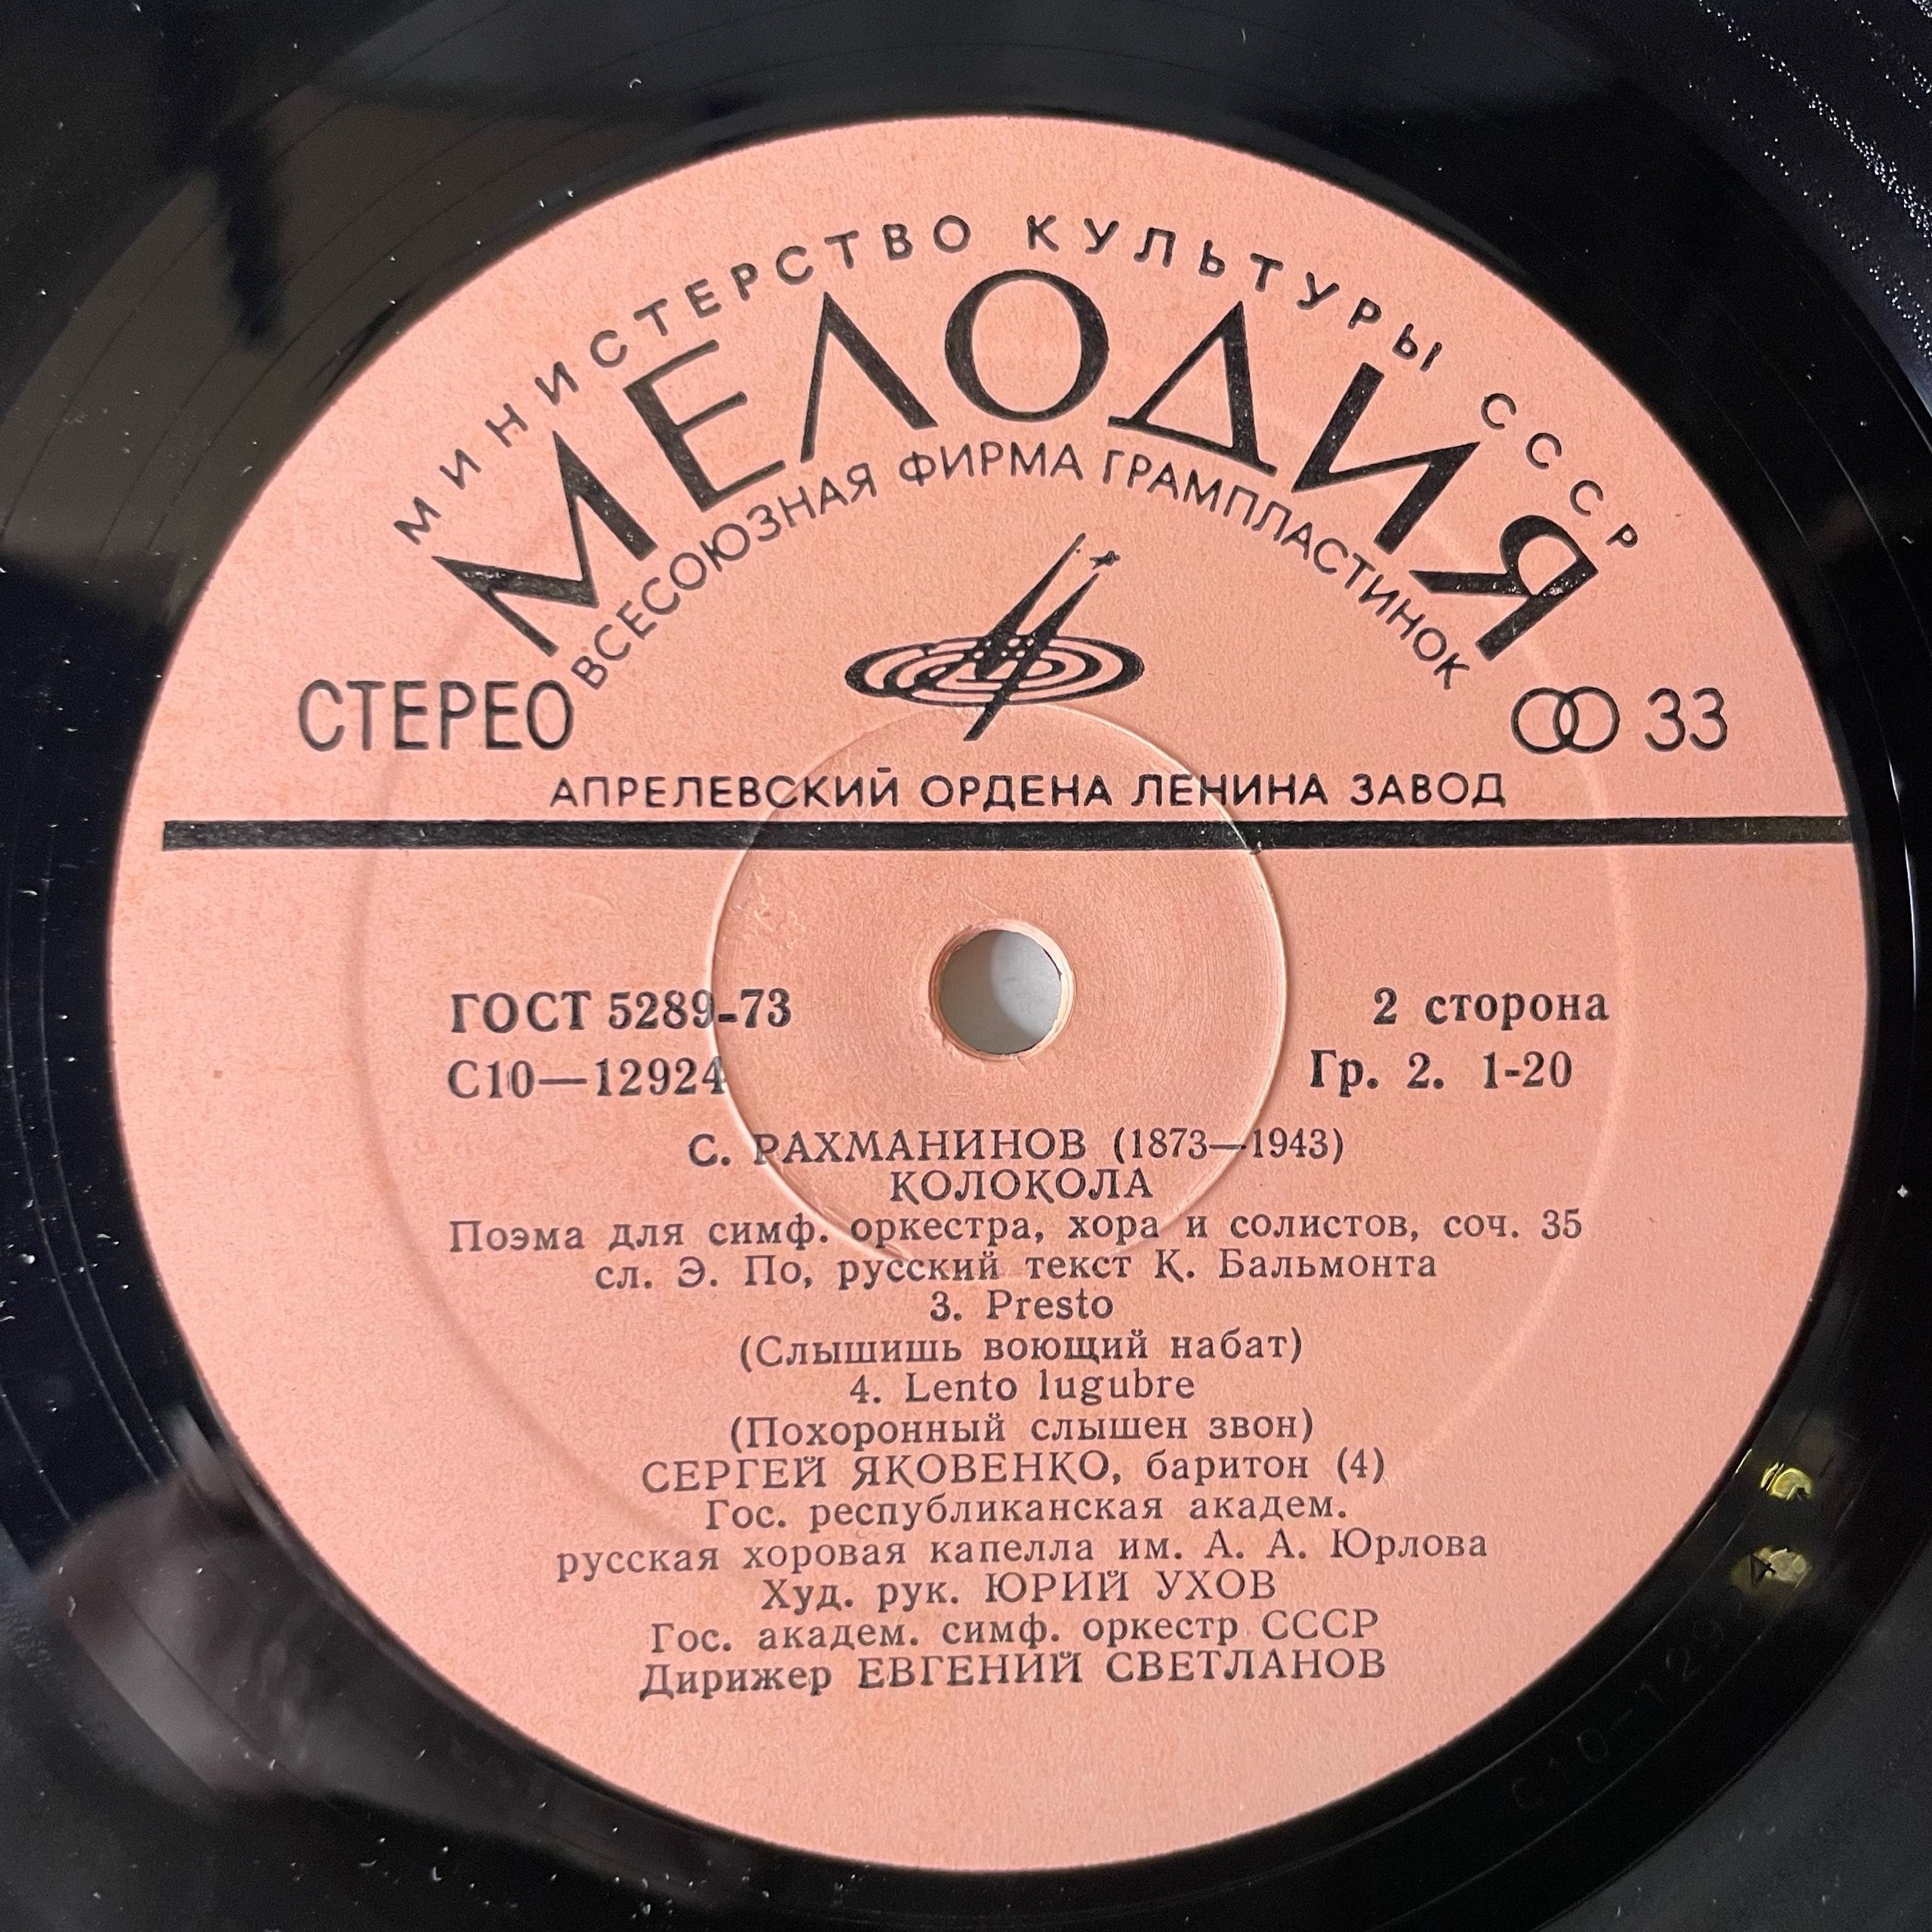 МИНИСТЕРСТВО КУЛЬТУРЫ СССР
МЕЛОДИЯ
ВСЕСОЮЗНАЯ ФИРМА ГРАМПЛАСТИНОК
СТЕРЕО
33
АПРЕЛЕВСКИЙ ОРДЕНА ЛЕНИНА ЗАВОД
ГОСТ 5289-73
2 сторона
С10—12924
Гр. 2. 1-20
С. РАХМАНИНОВ (1873—1943)
КОЛОКОЛА
Поэма для симф. оркестра, хора и солистов, соч. 35
сл. Э. По, русский текст К. Бальмонта
3. Presto
(Слышишь воющий набат)
4. Lento lugubre
(Похоронный слышен звон)
СЕРГЕЙ ЯКОВЕНКО, баритон (4)
Гос. республиканская академ.
русская хоровая капелла им. А. А. Юрлова
Худ. рук. ЮРИЙ УХОВ
Гос. академ. симф. оркестр СССР
Дирижер ЕВГЕНИЙ СВЕТЛАНОВ